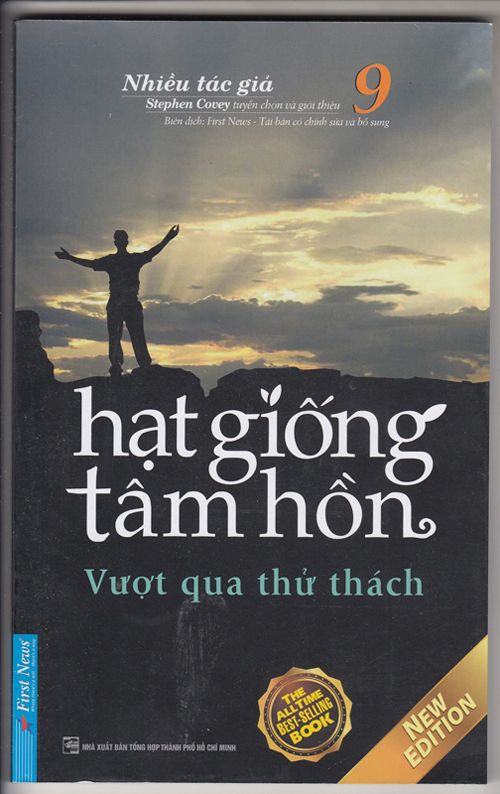 Nhiều tác giả
9
Stephen Covey tuyển chọn và giới thiệu
Biên dịch: First News - Tái bản có chỉnh sửa và bổ sung
hạt giống
tâm hồn
Vượt qua thử thách
First News
THE
ALL TIME
BEST-SELLING
BOOK
NEW
EDITION
NHÀ XUẤT BẢN TỔNG HỢP THÀNH PHỐ HỒ CHÍ MINH